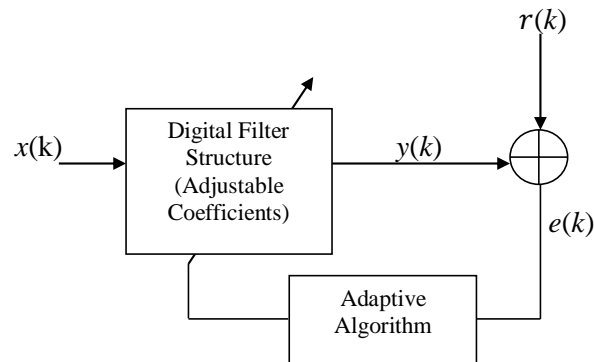 r(k)
x(k)
Digital Filter
Structure
(Adjustable
Coefficients)
y(k)
e(k)
Adaptive
Algorithm